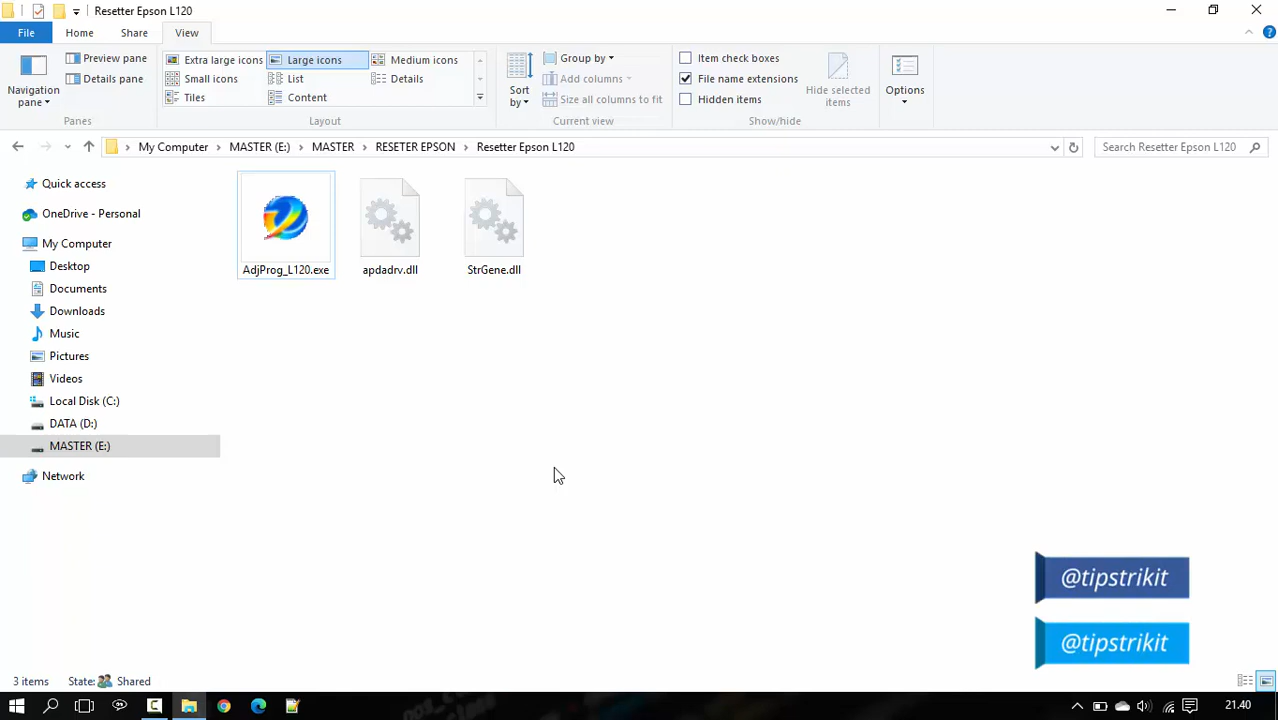 Resetter Epson L120
File Home Share View
Navigation pane
Preview pane
Details pane
Panes
Extra large icons Large icons Medium icons
Small icons List Details
Tiles Content
Layout
Sort by
Group by
Add columns
Size all columns to fit
Current view
Item check boxes
File name extensions
Hidden items
Hide selected items
Show/hide
Options
My Computer MASTER (E:) MASTER RESETER EPSON Resetter Epson L120
Search Resetter Epson L120
Quick access
OneDrive - Personal
My Computer
Desktop
Documents
Downloads
Music
Pictures
Videos
Local Disk (C:)
DATA (D:)
MASTER (E:)
Network
AdjProg_L120.exe
apdadrv.dll
StrGene.dll
@tipstrikit
@tipstrikit
3 items State: Shared
21.40